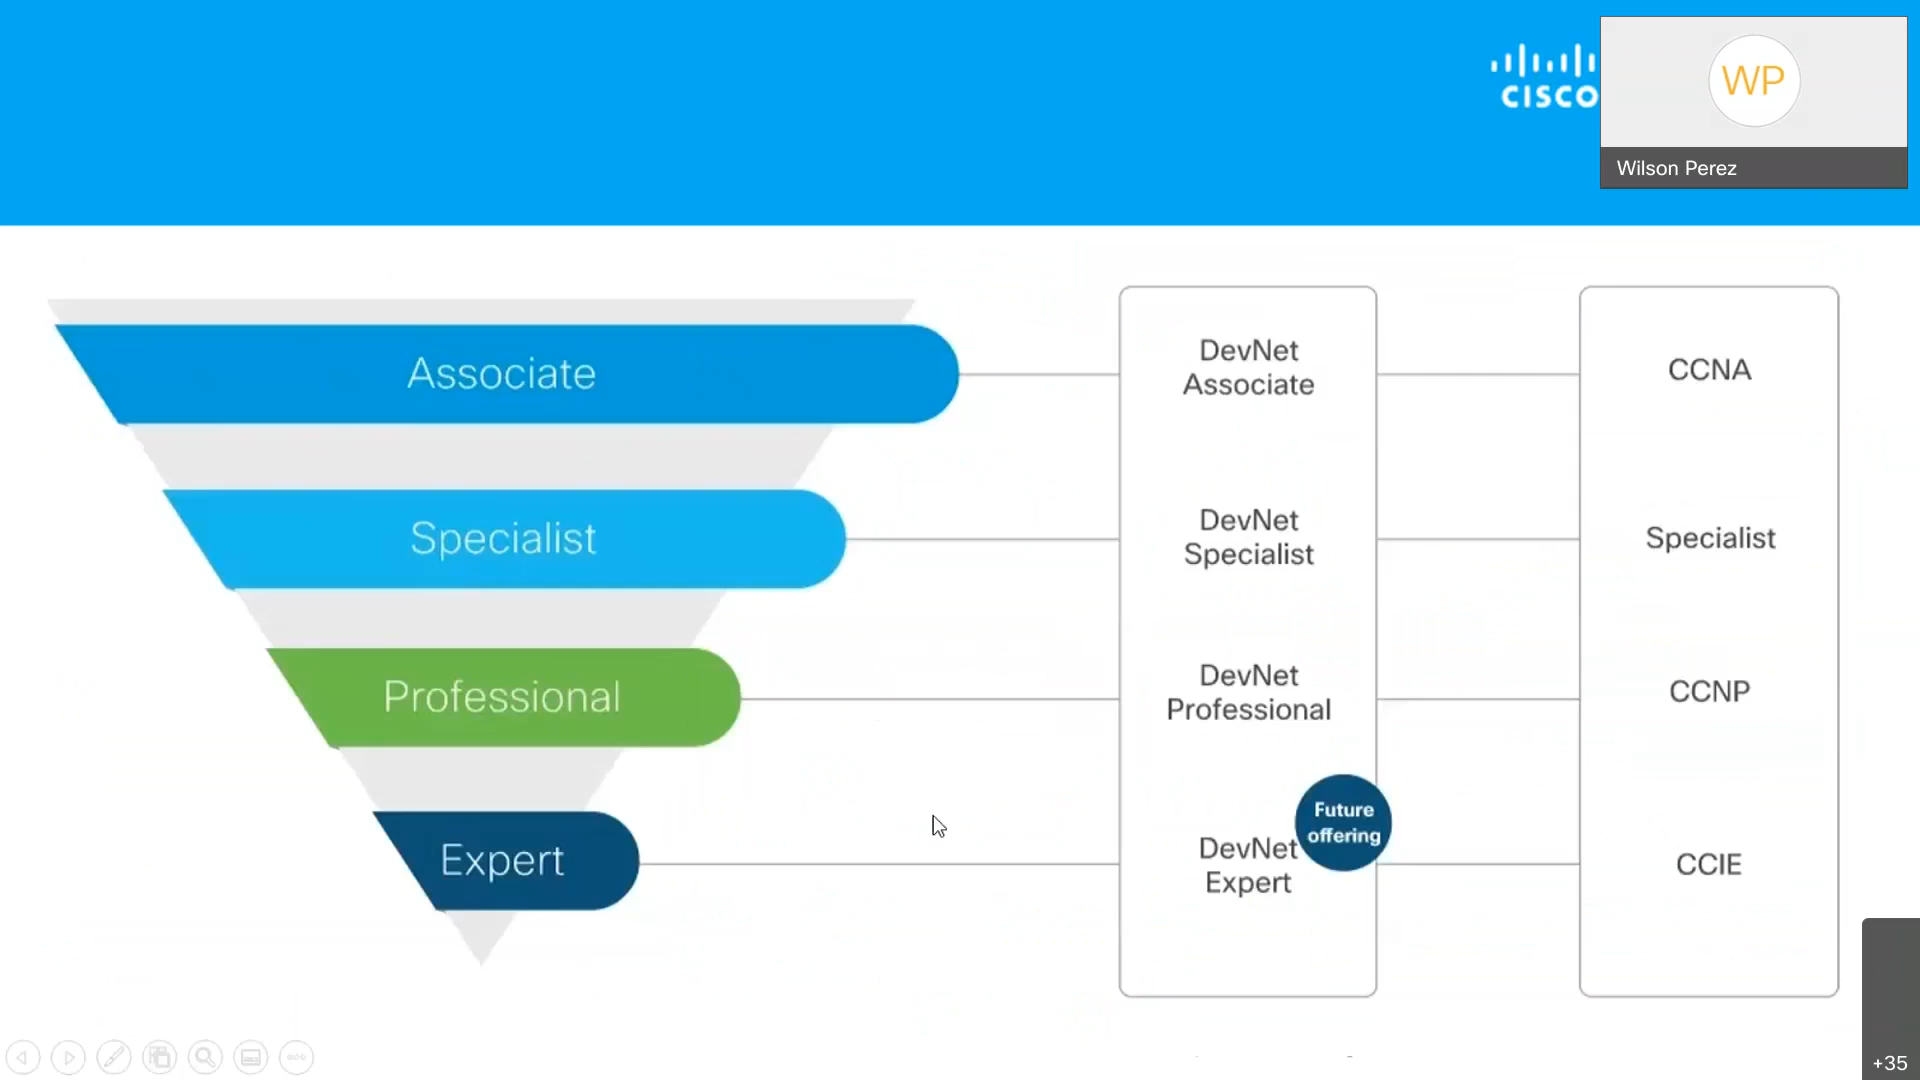 CISCO
WP
Wilson Perez
Associate
DevNet
Associate
CCNA
Specialist
DevNet
Specialist
Specialist
Professional
DevNet
Professional
CCNP
Expert
Future
offering
DevNet
Expert
CCIE
+35